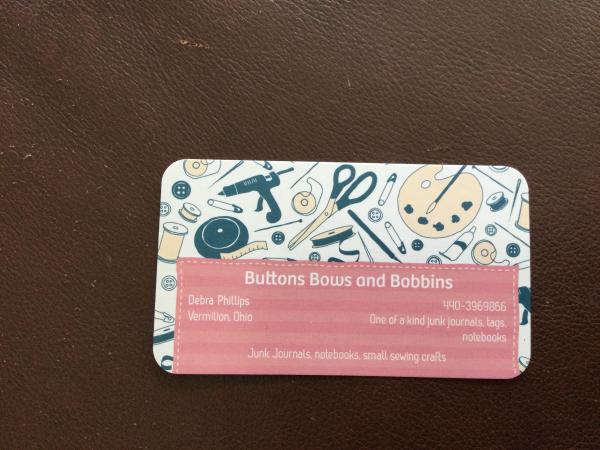 Buttons Bows and Bobbins
Debra Phillips
440-3969866
Vermilion, Ohio
One of a kind junk journals, tags,
notebooks
Junk Journals, notebooks, small sewing crafts